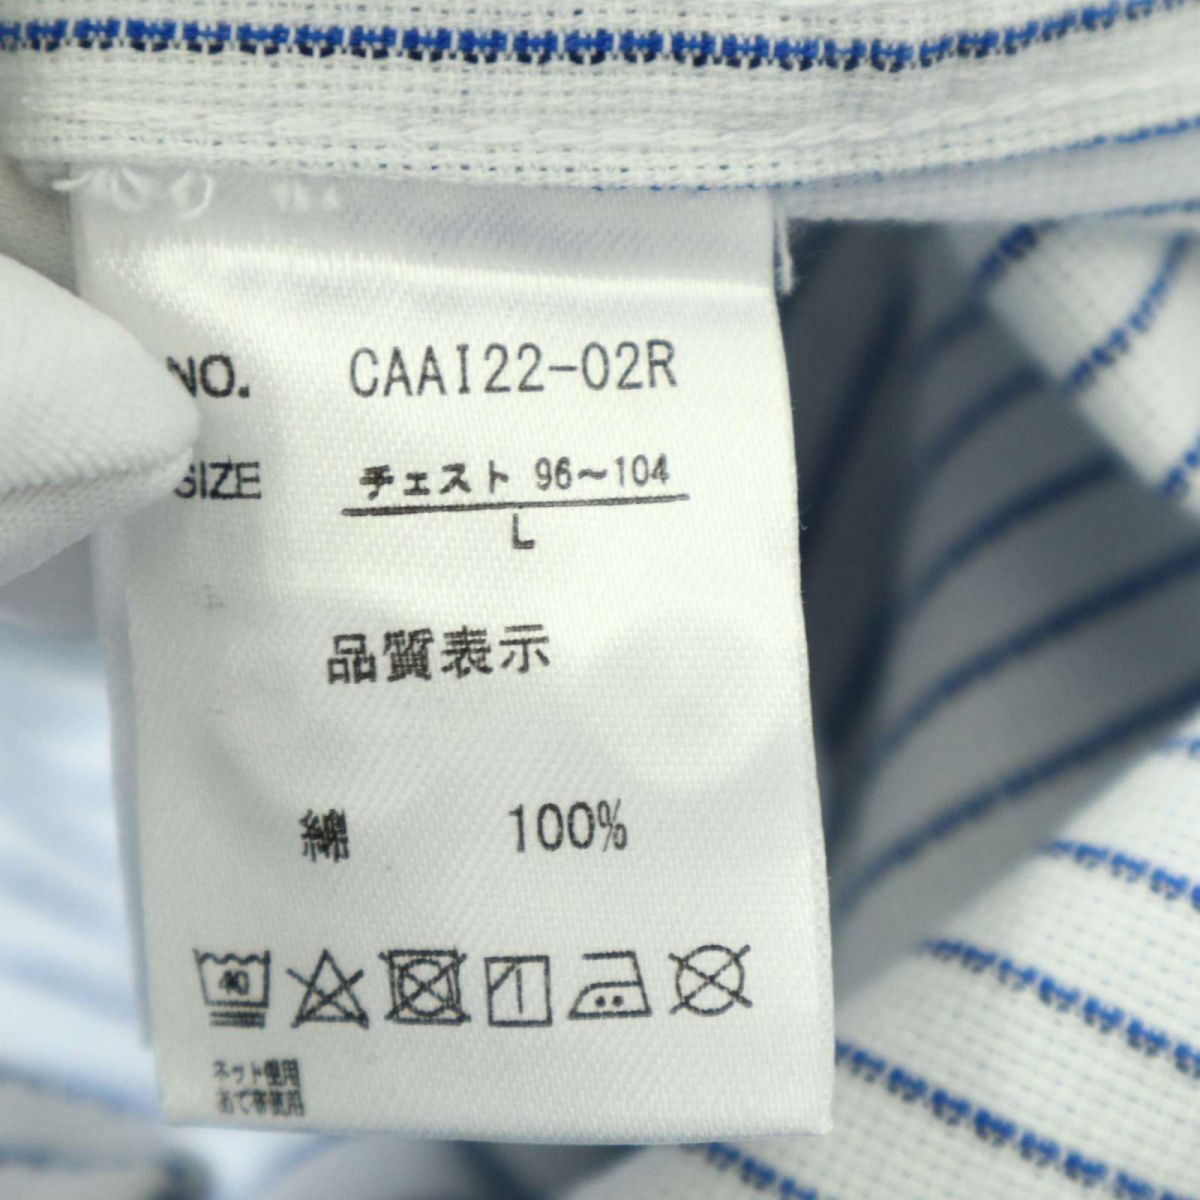 NO. CAAI22-02R
SIZE チェスト 96〜104
L
品質表示
綿 100%
40
ネット使用
あて布使用